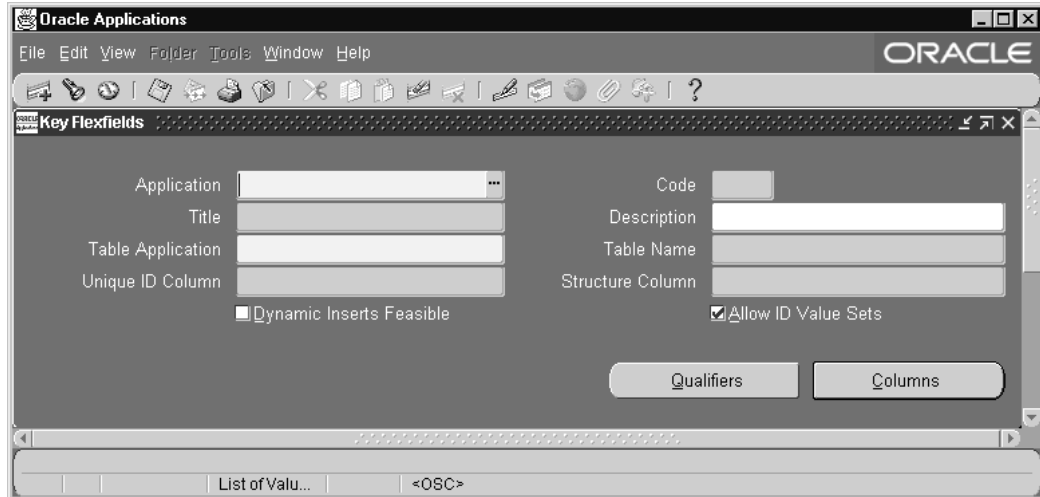 Oracle Applications
File Edit View Folder Tools Window Help
ORACLE
?
Key Flexfields
Application
Code
Title
Description
Table Application
Table Name
Unique ID Column
Structure Column
Dynamic Inserts Feasible
Allow ID Value Sets
Qualifiers
Columns
List of Valu... <OSC>